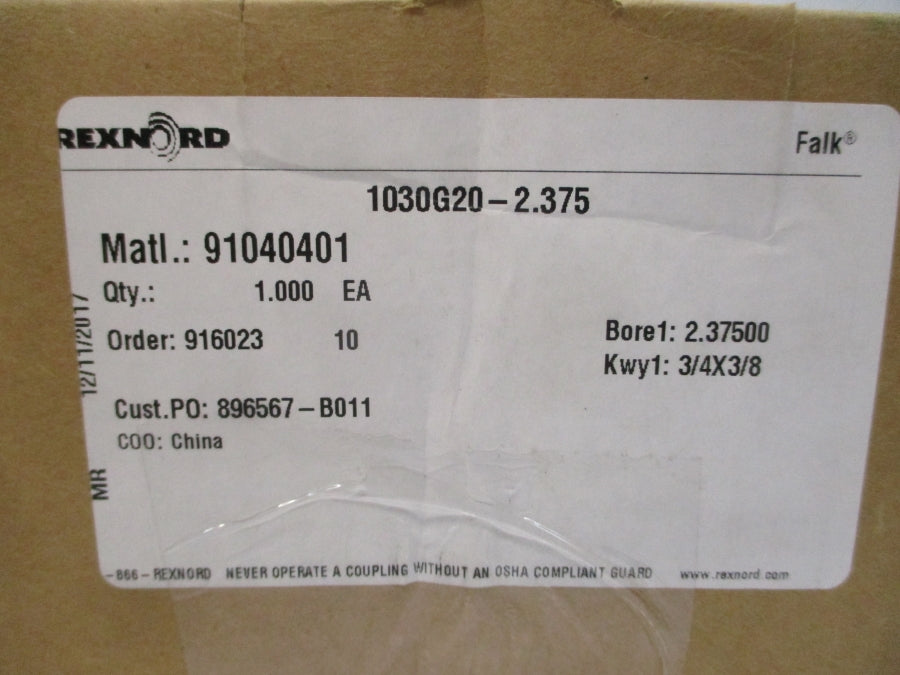 REXNORD
Falk®
1030G20-2.375
Matl.: 91040401
Qty.: 1.000 EA
Order: 916023 10
Bore1: 2.37500
Kwy1: 3/4X3/8
Cust.PO: 896567-B011
COO: China
12/11/2017
MR
-866-REXNORD NEVER OPERATE A COUPLING WITHOUT AN OSHA COMPLIANT GUARD www.rexnord.com